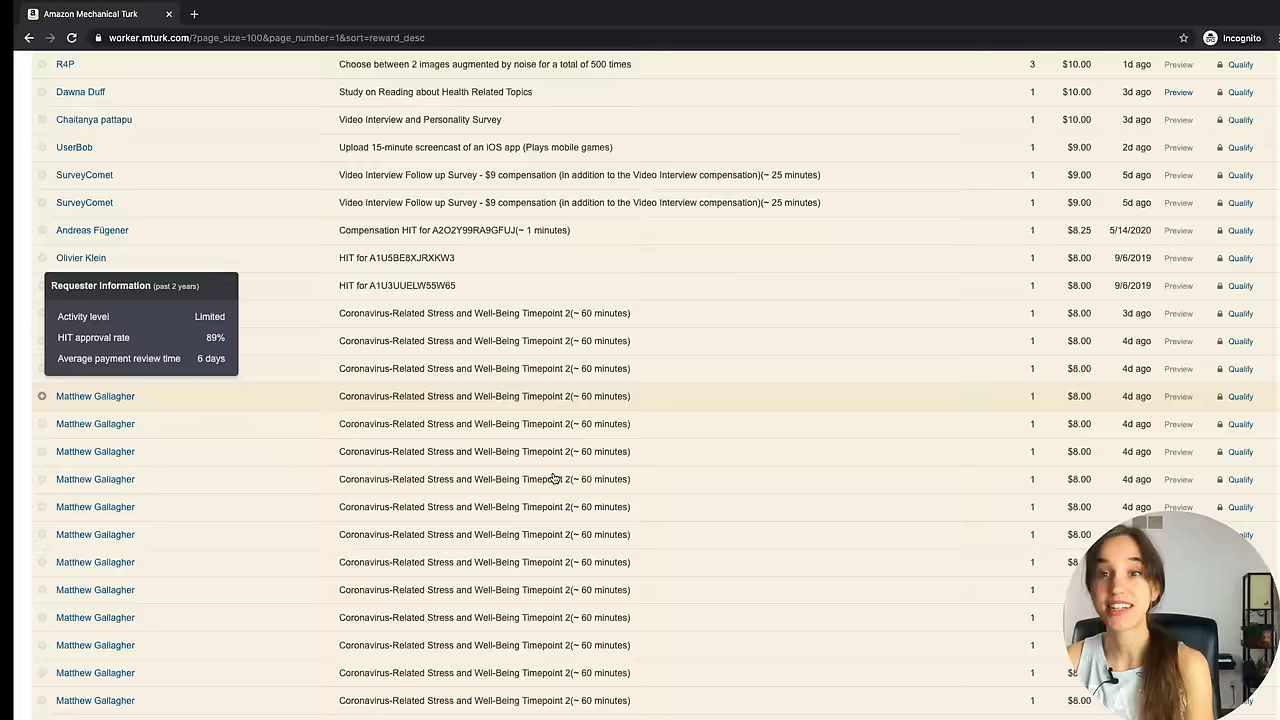 Amazon Mechanical Turk
worker.mturk.com/?page_size=100&page_number=1&sort=reward_desc
Incognito
R4P Choose between 2 images augmented by noise for a total of 500 times 3 $10.00 1d ago Preview Qualify
Dawna Duff Study on Reading about Health Related Topics 1 $10.00 3d ago Preview Qualify
Chaitanya pattapu Video Interview and Personality Survey 1 $10.00 3d ago Preview Qualify
UserBob Upload 15-minute screencast of an iOS app (Plays mobile games) 1 $9.00 2d ago Preview Qualify
SurveyComet Video Interview Follow up Survey - $9 compensation (in addition to the Video Interview compensation)(~ 25 minutes) 1 $9.00 5d ago Preview Qualify
SurveyComet Video Interview Follow up Survey - $9 compensation (in addition to the Video Interview compensation)(~ 25 minutes) 1 $9.00 5d ago Preview Qualify
Andreas Fügener Compensation HIT for A2O2Y99RA9GFUJ(~ 1 minutes) 1 $8.25 5/14/2020 Preview Qualify
Olivier Klein HIT for A1U5BE8XJRXKW3 1 $8.00 9/6/2019 Preview Qualify
HIT for A1U3UUELW55W65 1 $8.00 9/6/2019 Preview Qualify
Coronavirus-Related Stress and Well-Being Timepoint 2(~ 60 minutes) 1 $8.00 3d ago Preview Qualify
Coronavirus-Related Stress and Well-Being Timepoint 2(~ 60 minutes) 1 $8.00 4d ago Preview Qualify
Coronavirus-Related Stress and Well-Being Timepoint 2(~ 60 minutes) 1 $8.00 4d ago Preview Qualify
Requester Information (past 2 years)
Activity level Limited
HIT approval rate 89%
Average payment review time 6 days
Matthew Gallagher Coronavirus-Related Stress and Well-Being Timepoint 2(~ 60 minutes) 1 $8.00 4d ago Preview Qualify
Matthew Gallagher Coronavirus-Related Stress and Well-Being Timepoint 2(~ 60 minutes) 1 $8.00 4d ago Preview Qualify
Matthew Gallagher Coronavirus-Related Stress and Well-Being Timepoint 2(~ 60 minutes) 1 $8.00 4d ago Preview Qualify
Matthew Gallagher Coronavirus-Related Stress and Well-Being Timepoint 2(~ 60 minutes) 1 $8.00 4d ago Preview Qualify
Matthew Gallagher Coronavirus-Related Stress and Well-Being Timepoint 2(~ 60 minutes) 1 $8.00 4d ago Preview Qualify
Matthew Gallagher Coronavirus-Related Stress and Well-Being Timepoint 2(~ 60 minutes) 1 $8.00
Matthew Gallagher Coronavirus-Related Stress and Well-Being Timepoint 2(~ 60 minutes) 1
Matthew Gallagher Coronavirus-Related Stress and Well-Being Timepoint 2(~ 60 minutes) 1
Matthew Gallagher Coronavirus-Related Stress and Well-Being Timepoint 2(~ 60 minutes) 1
Matthew Gallagher Coronavirus-Related Stress and Well-Being Timepoint 2(~ 60 minutes) 1
Matthew Gallagher Coronavirus-Related Stress and Well-Being Timepoint 2(~ 60 minutes) 1
Matthew Gallagher Coronavirus-Related Stress and Well-Being Timepoint 2(~ 60 minutes) 1 $8.00